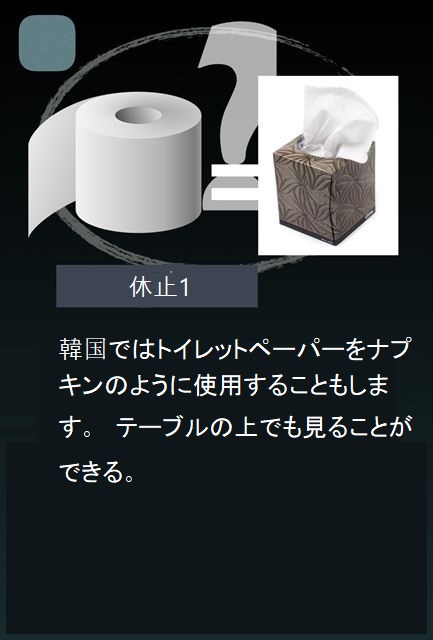 休止1
韓国ではトイレットペーパーをナプ
キンのように使用することもしま
す。 テーブルの上でも見ることが
できる。